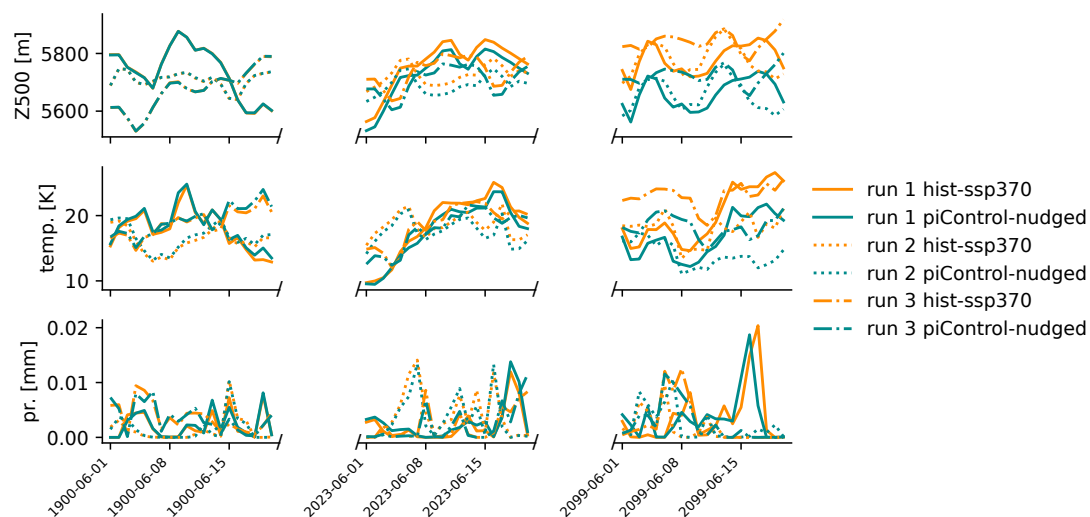 Z500 [m]
5800
5600
temp. [K]
20
10
pr. [mm]
0.02
0.01
0.00
1900-06-01
1900-06-08
1900-06-15
2023-06-01
2023-06-08
2023-06-15
2099-06-01
2099-06-08
2099-06-15
run 1 hist-ssp370
run 1 piControl-nudged
run 2 hist-ssp370
run 2 piControl-nudged
run 3 hist-ssp370
run 3 piControl-nudged